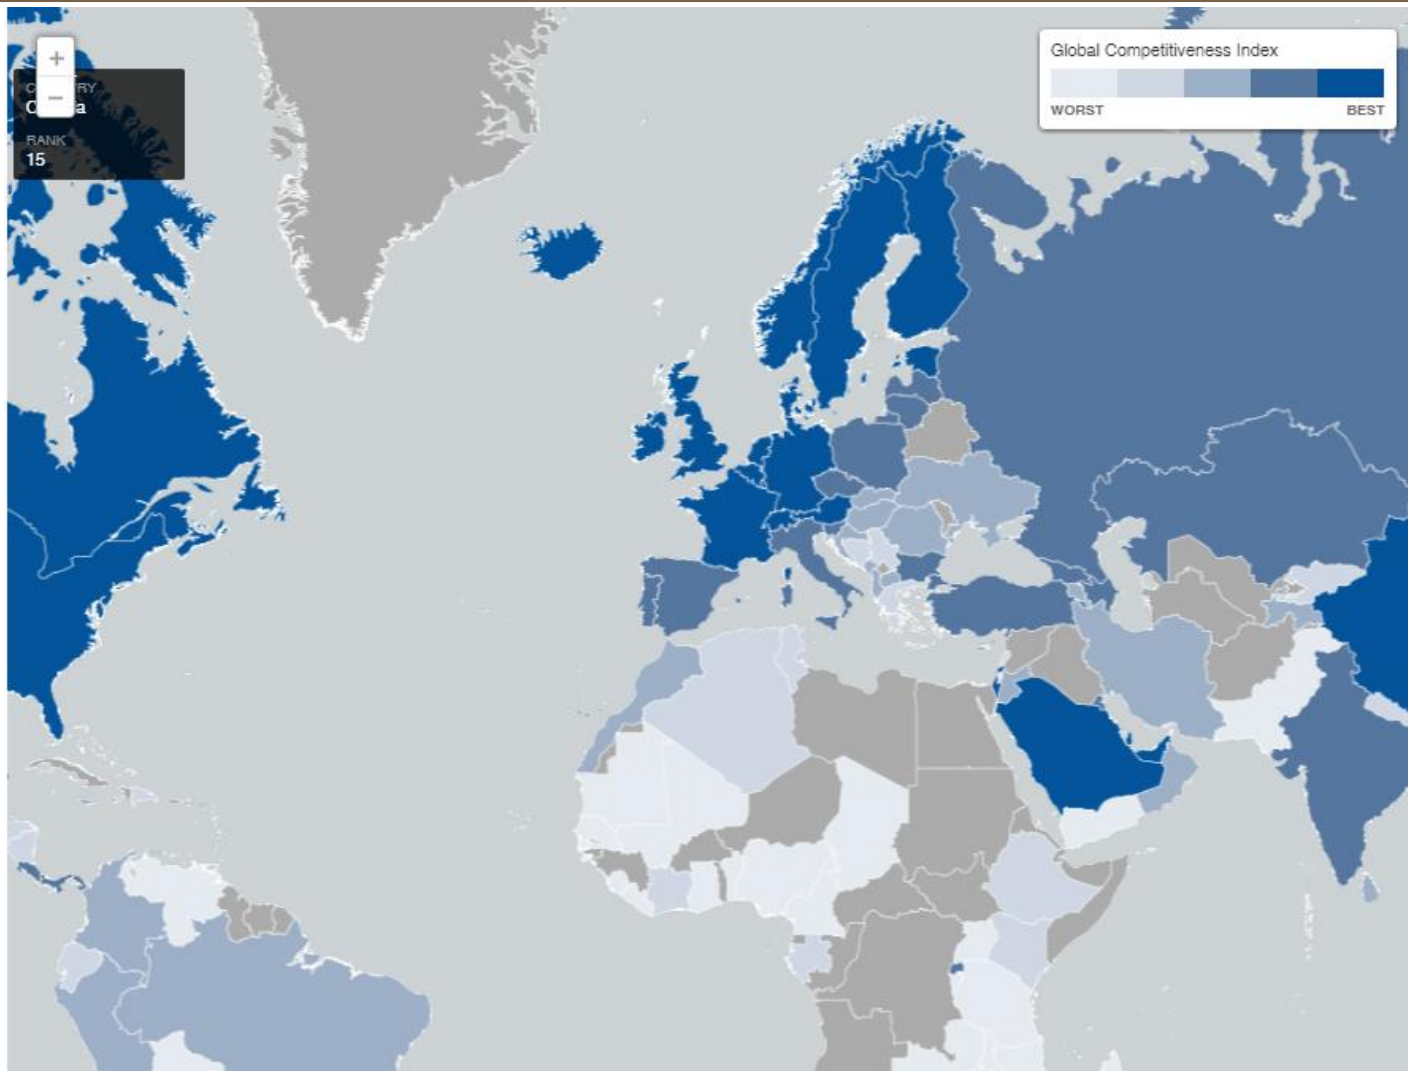 +
−
RANK
15
Global Competitiveness Index
WORST
BEST